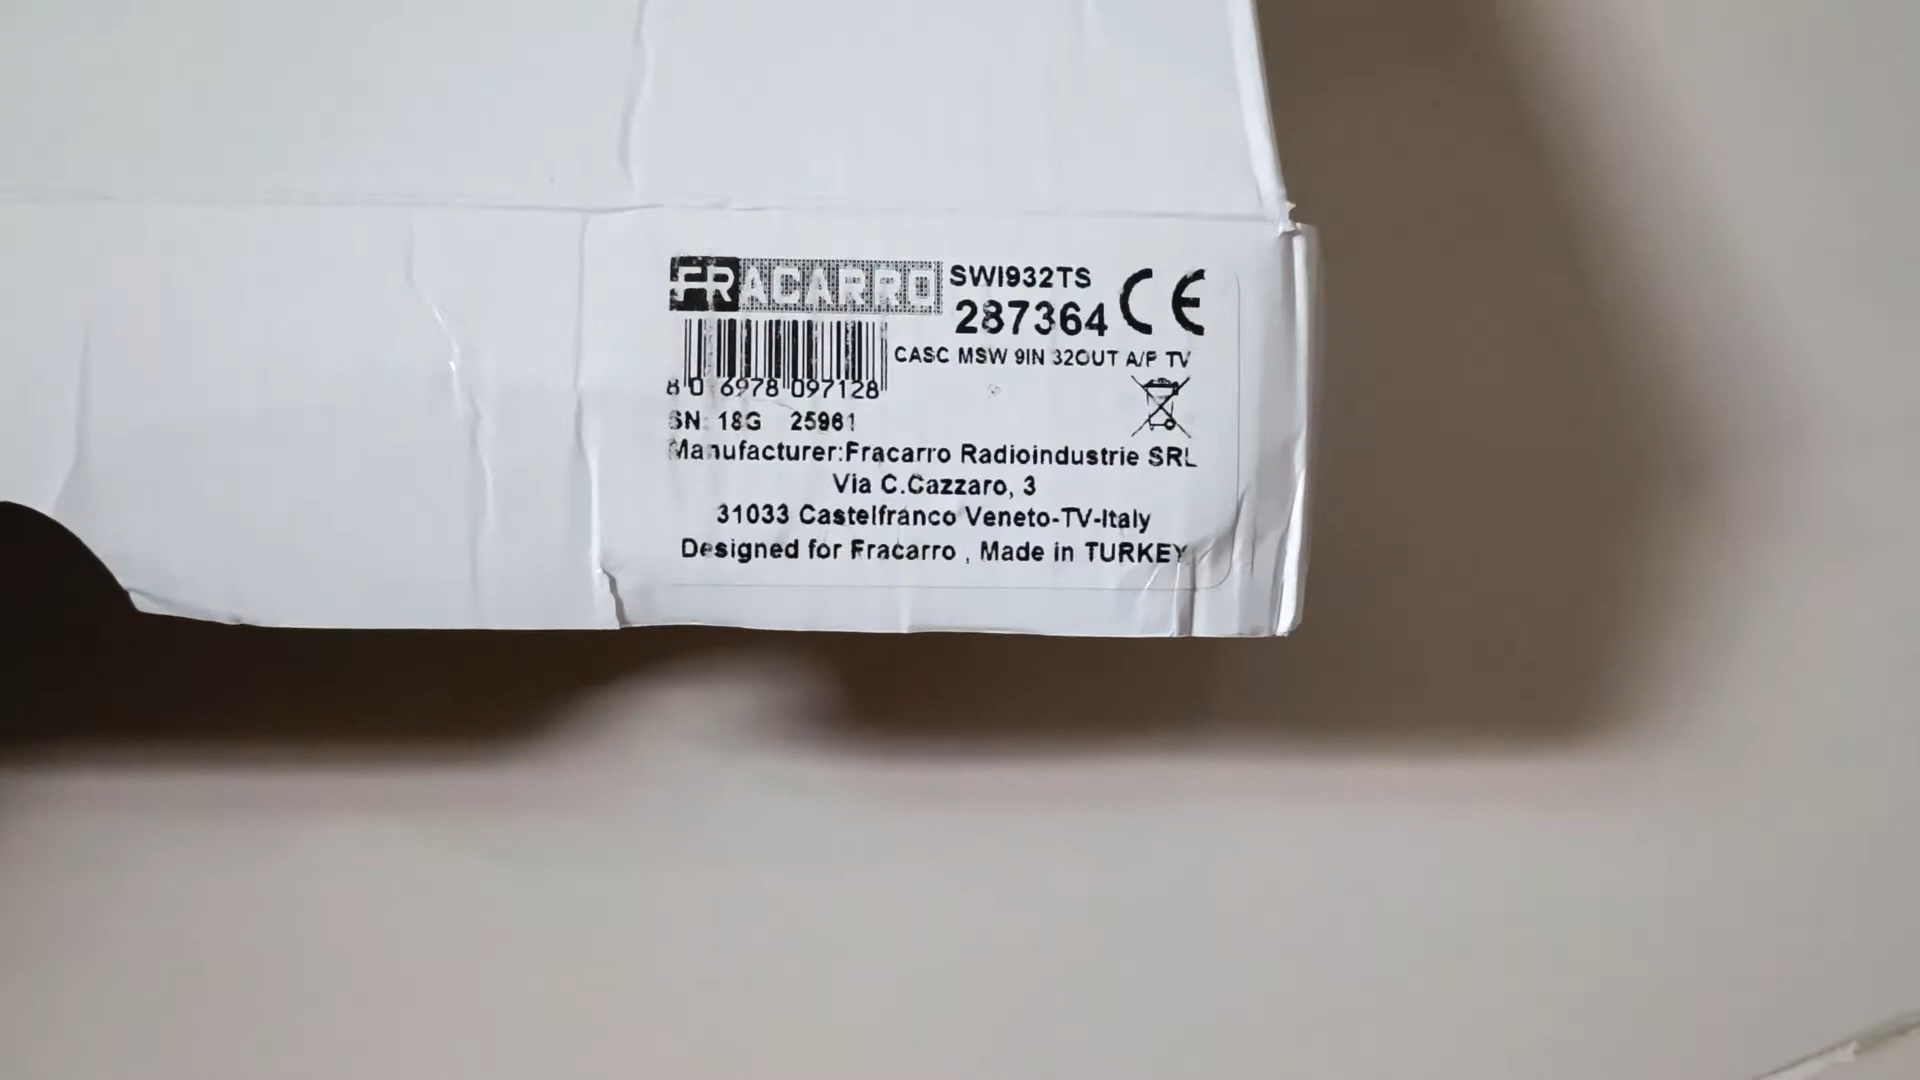 FRACARRO SWI932TS
287364 CE
CASC MSW 9IN 32OUT A/P TV
8 0 6978 097128
SN: 18G 25961
Manufacturer:Fracarro Radioindustrie SRL
Via C.Cazzaro, 3
31033 Castelfranco Veneto-TV-Italy
Designed for Fracarro , Made in TURKEY